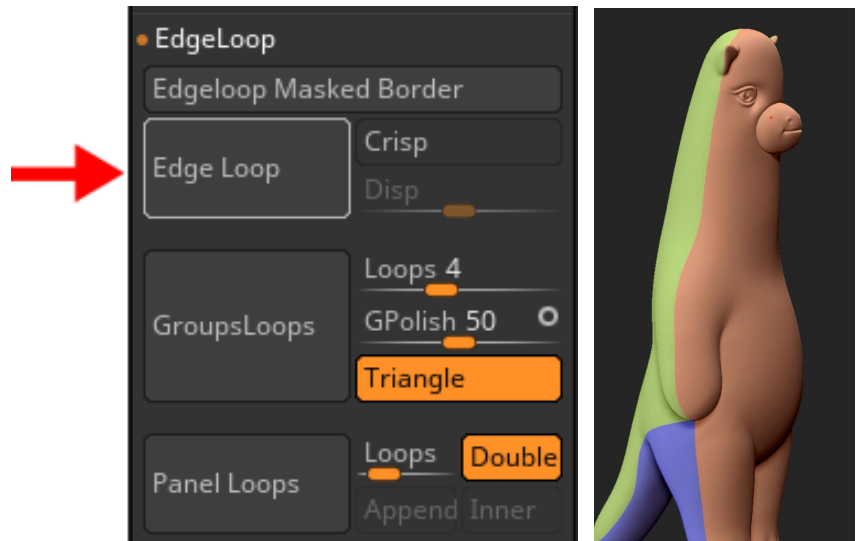 EdgeLoop
Edgeloop Masked Border
Edge Loop
Crisp
Disp
GroupsLoops
Loops 4
GPolish 50
Triangle
Panel Loops
Loops
Double
Append
Inner